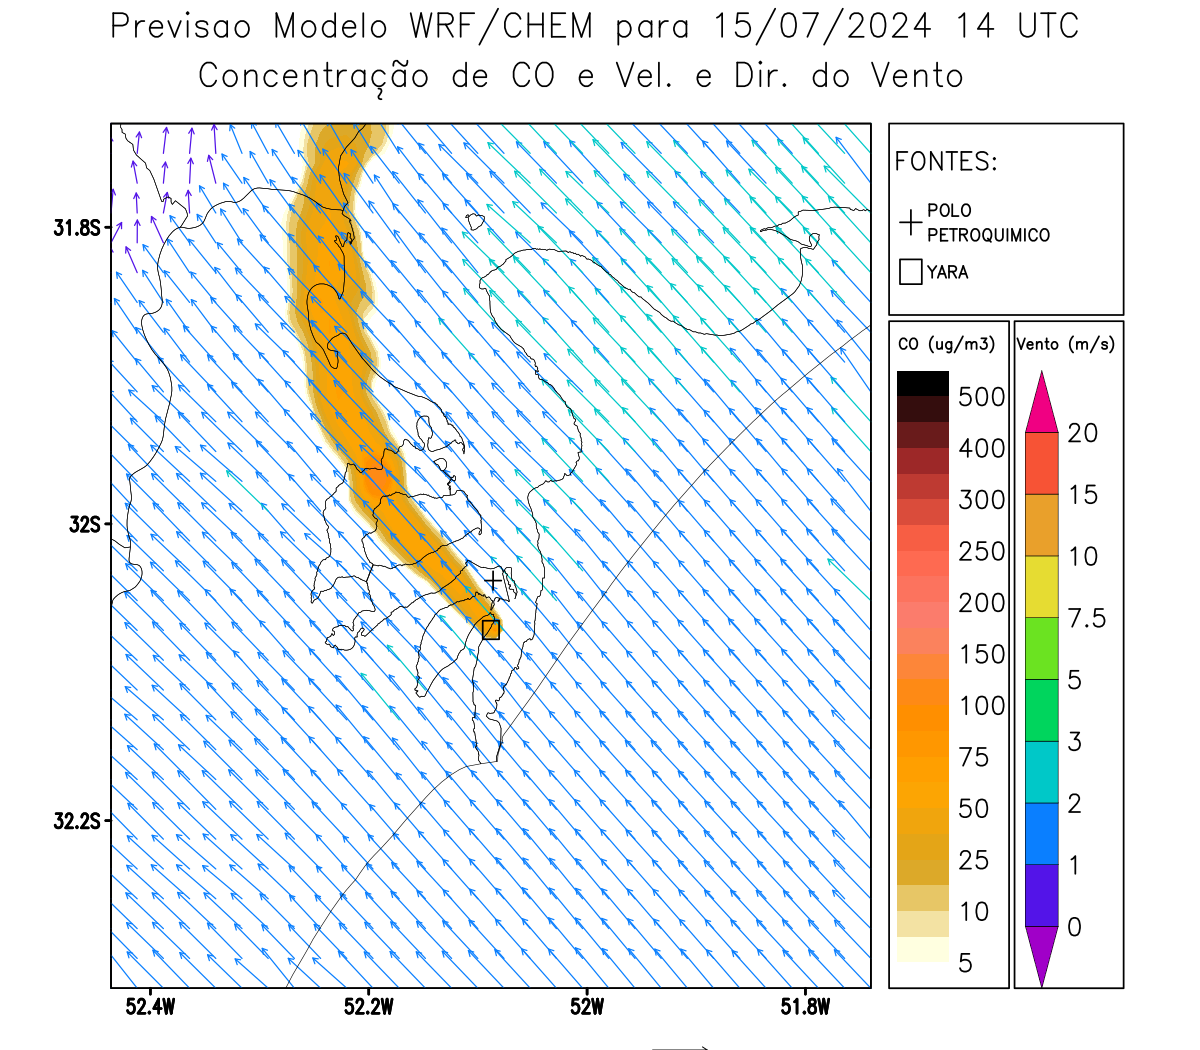 Previsao Modelo WRF/CHEM para 15/07/2024 14 UTC
Concentração de CO e Vel. e Dir. do Vento
FONTES:
POLO
PETROQUIMICO
YARA
31.8S
32S
32.2S
52.4W
52.2W
52W
51.8W
CO (ug/m3)
500
400
300
250
200
150
100
75
50
25
10
5
Vento (m/s)
20
15
10
7.5
5
3
2
1
0